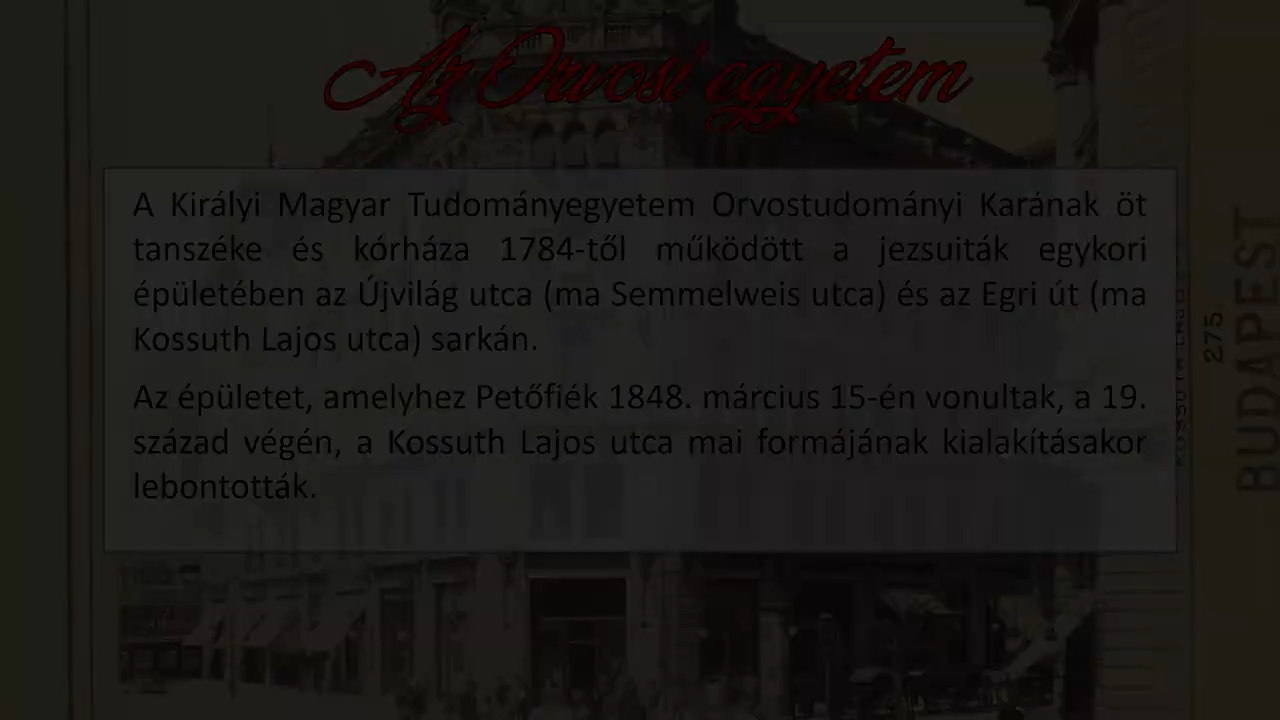 Az Orvosi egyetem
A Királyi Magyar Tudományegyetem Orvostudományi Karának öt
tanszéke és kórháza 1784-től működött a jezsuiták egykori
épületében az Újvilág utca (ma Semmelweis utca) és az Egri út (ma
Kossuth Lajos utca) sarkán.
Az épületet, amelyhez Petőfiék 1848. március 15-én vonultak, a 19.
század végén, a Kossuth Lajos utca mai formájának kialakításakor
lebontották.
275.
BUDAPEST